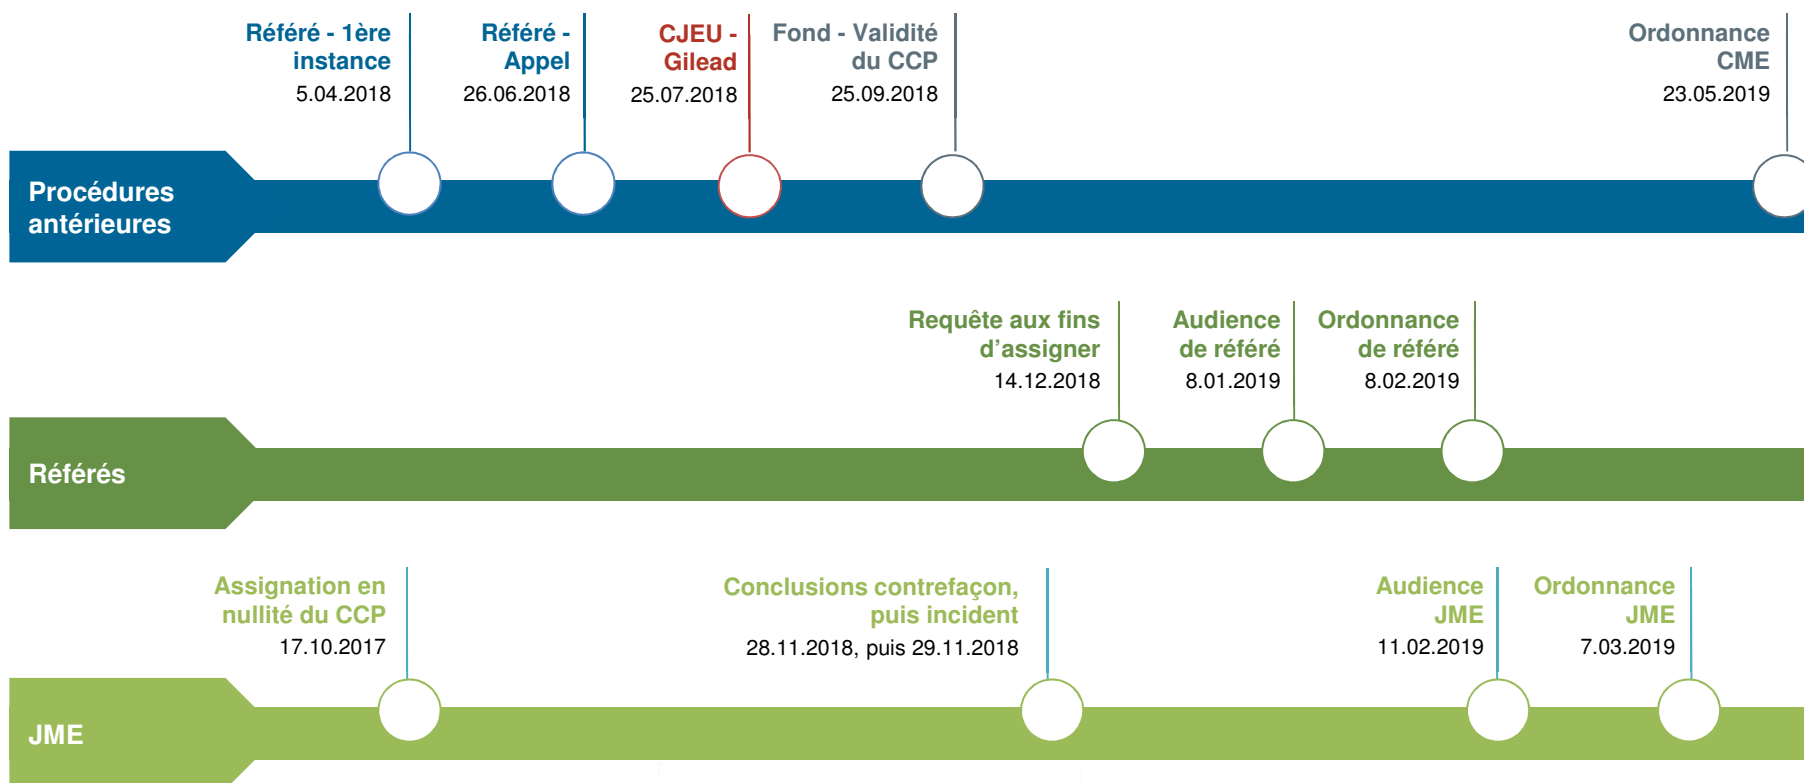 Référé - 1ère
instance
5.04.2018
Référé -
Appel
26.06.2018
CJEU -
Gilead
25.07.2018
Fond - Validité
du CCP
25.09.2018
Ordonnance
CME
23.05.2019
Procédures
antérieures
Requête aux fins
d’assigner
14.12.2018
Audience
de référé
8.01.2019
Ordonnance
de référé
8.02.2019
Référés
Assignation en
nullité du CCP
17.10.2017
Conclusions contrefaçon,
puis incident
28.11.2018, puis 29.11.2018
Audience
JME
11.02.2019
Ordonnance
JME
7.03.2019
JME